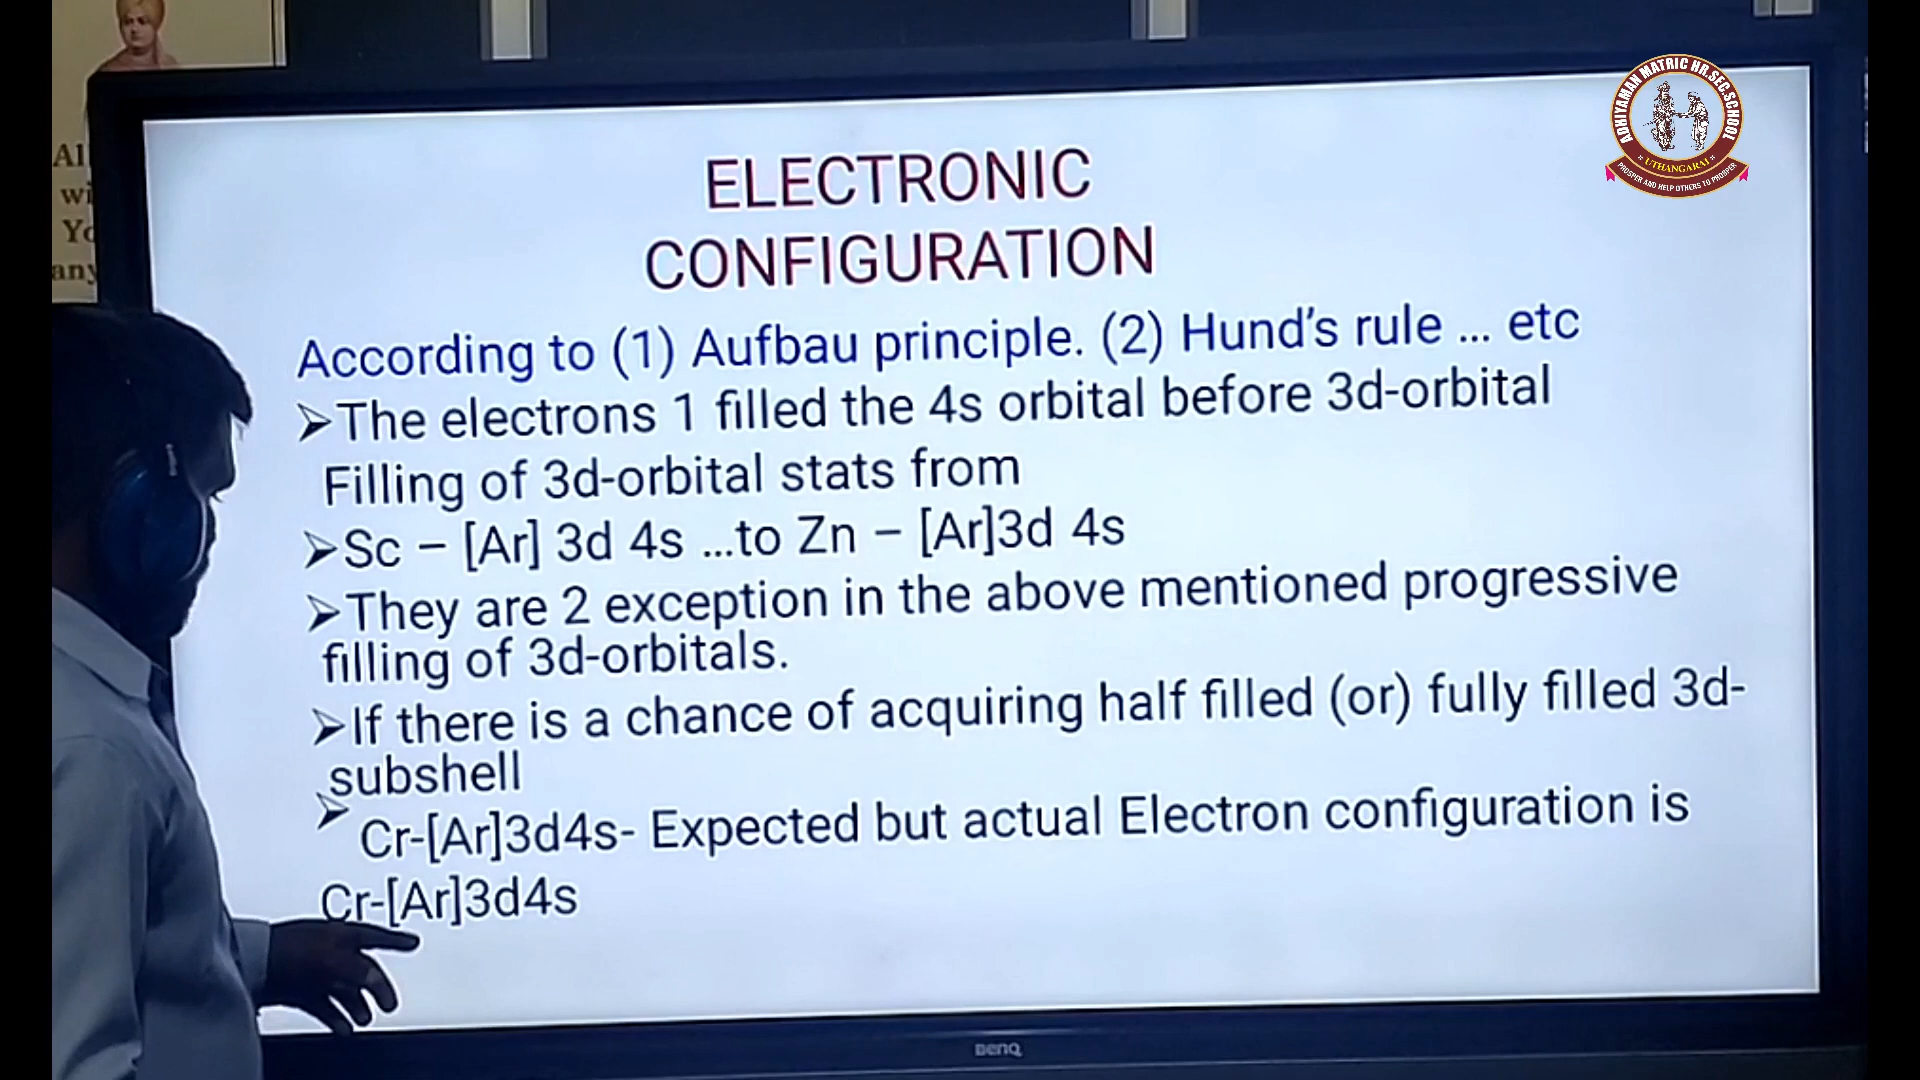 ELECTRONIC
CONFIGURATION
According to (1) Aufbau principle. (2) Hund's rule ... etc
➢The electrons 1 filled the 4s orbital before 3d-orbital
Filling of 3d-orbital stats from
➢Sc – [Ar] 3d 4s ...to Zn – [Ar]3d 4s
➢They are 2 exception in the above mentioned progressive
filling of 3d-orbitals.
➢If there is a chance of acquiring half filled (or) fully filled 3d-
subshell
➢ Cr-[Ar]3d4s- Expected but actual Electron configuration is
Cr-[Ar]3d4s
ADHIYAMAN MATRIC HR.SEC.SCHOOL
UTHANGARAI
PROSPER AND HELP OTHERS TO PROSPER
BenQ